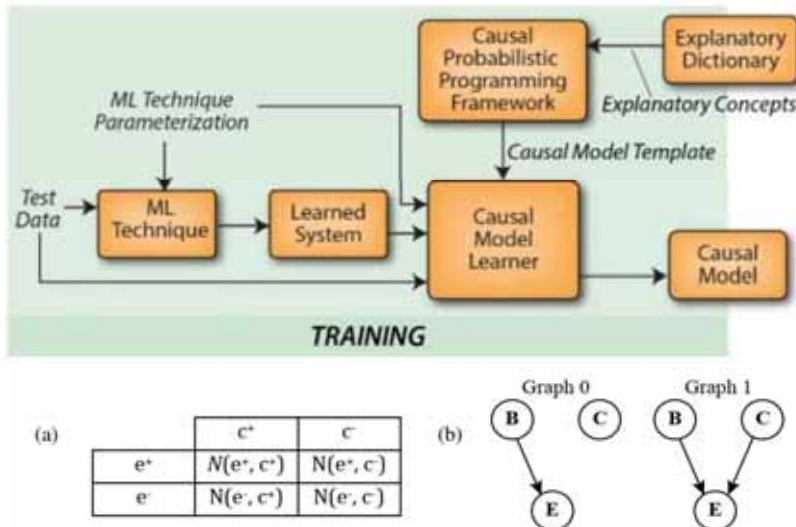 Causal
Probabilistic
Programming
Framework
Explanatory
Dictionary
Explanatory Concepts
ML Technique
Parameterization
Causal Model Template
Test
Data
ML
Technique
Learned
System
Causal
Model
Learner
Causal
Model
TRAINING
(a)
c⁺ c⁻
e⁺ N(e⁺, c⁺) N(e⁺, c⁻)
e⁻ N(e⁻, c⁺) N(e⁻, c⁻)
(b)
Graph 0 Graph 1
B C B C
E E